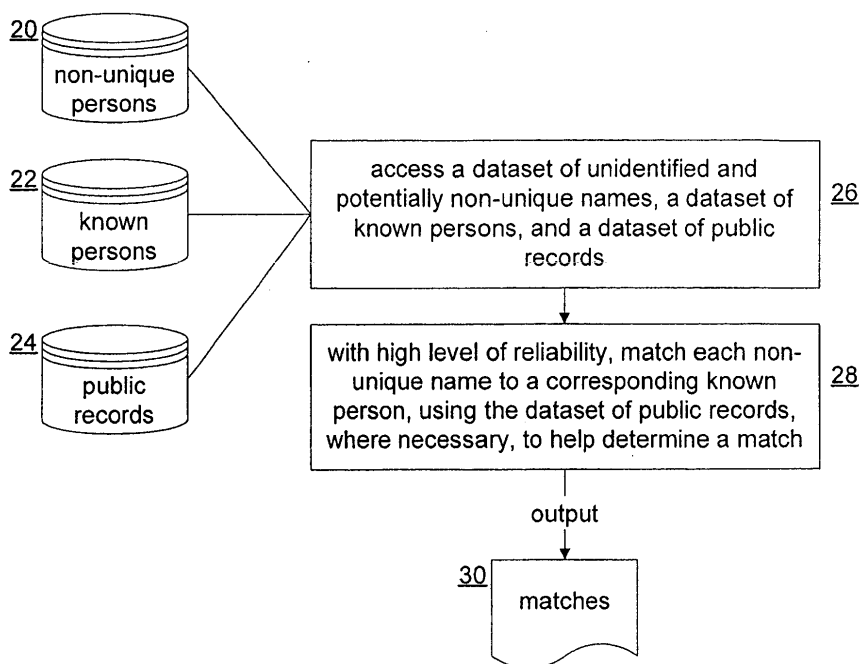 20
non-unique
persons
22
known
persons
24
public
records
access a dataset of unidentified and
potentially non-unique names, a dataset of
known persons, and a dataset of public
records
26
with high level of reliability, match each non-
unique name to a corresponding known
person, using the dataset of public records,
where necessary, to help determine a match
28
output
30
matches